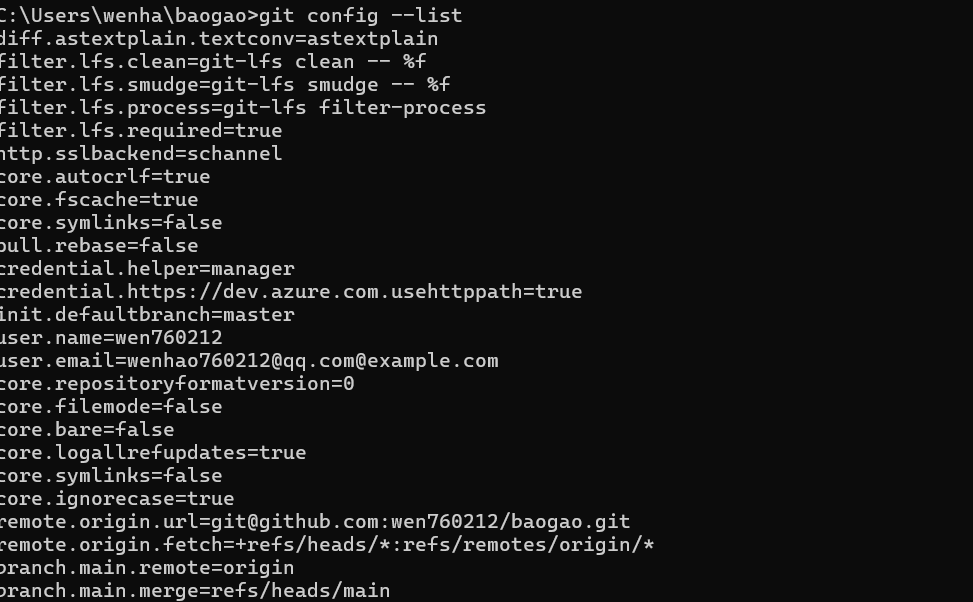 C:\Users\wenha\baogao>git config --list
diff.astextplain.textconv=astextplain
filter.lfs.clean=git-lfs clean -- %f
filter.lfs.smudge=git-lfs smudge -- %f
filter.lfs.process=git-lfs filter-process
filter.lfs.required=true
http.sslbackend=schannel
core.autocrlf=true
core.fscache=true
core.symlinks=false
pull.rebase=false
credential.helper=manager
credential.https://dev.azure.com.usehttppath=true
init.defaultbranch=master
user.name=wen760212
user.email=wenhao760212@qq.com@example.com
core.repositoryformatversion=0
core.filemode=false
core.bare=false
core.logallrefupdates=true
core.symlinks=false
core.ignorecase=true
remote.origin.url=git@github.com:wen760212/baogao.git
remote.origin.fetch=+refs/heads/*:refs/remotes/origin/*
branch.main.remote=origin
branch.main.merge=refs/heads/main